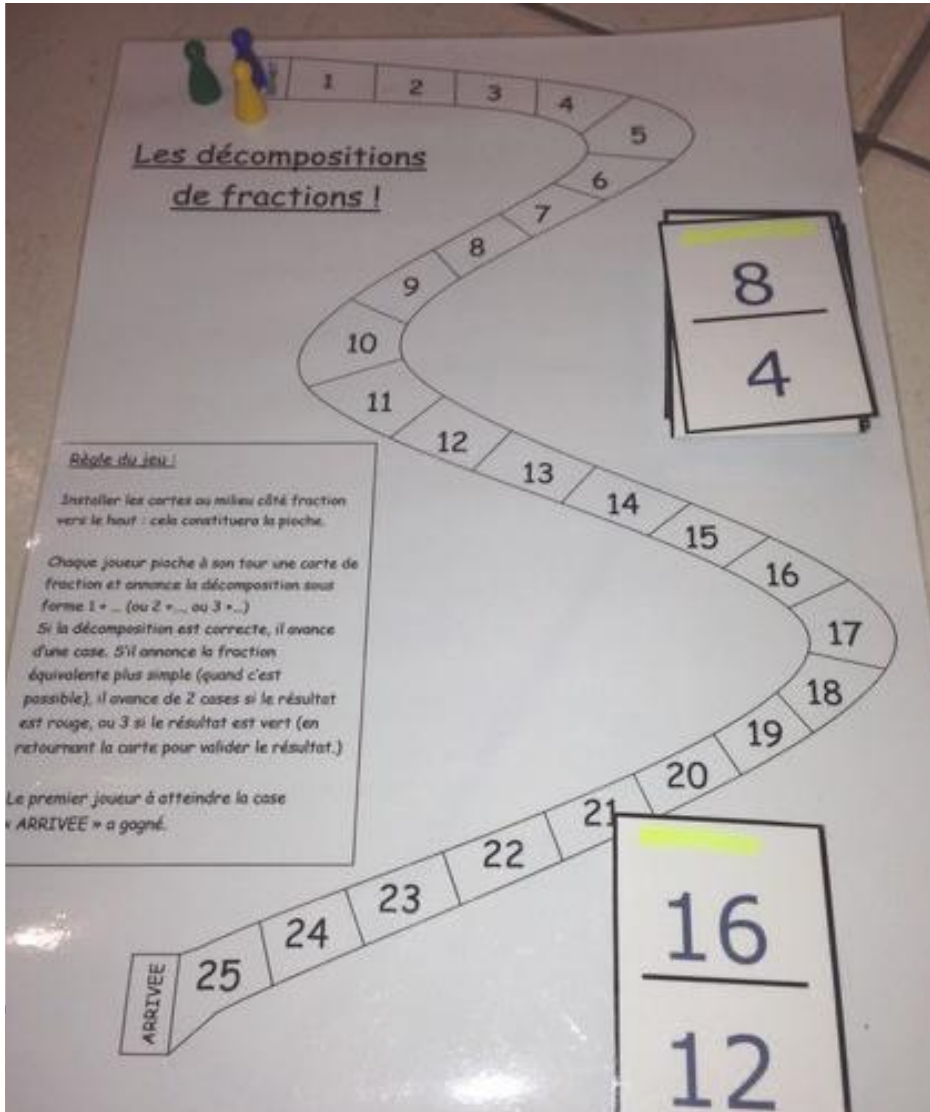 1
2
3
4
5
6
7
8
9
10
11
12
13
14
15
16
17
18
19
20
21
22
23
24
25
ARRIVEE
Les décompositions
de fractions !
8
4
Règle du jeu :
Installer les cartes au milieu côté fraction
vers le haut : cela constituera la pioche.
Chaque joueur pioche à son tour une carte de
fraction et annonce la décomposition sous
forme 1 + ... (ou 2 +..., ou 3 +...)
Si la décomposition est correcte, il avance
d'une case. S'il annonce la fraction
équivalente plus simple (quand c'est
possible), il avance de 2 cases si le résultat
est rouge, ou 3 si le résultat est vert (en
retournant la carte pour valider le résultat.)
Le premier joueur à atteindre la case
« ARRIVEE » a gagné.
16
12